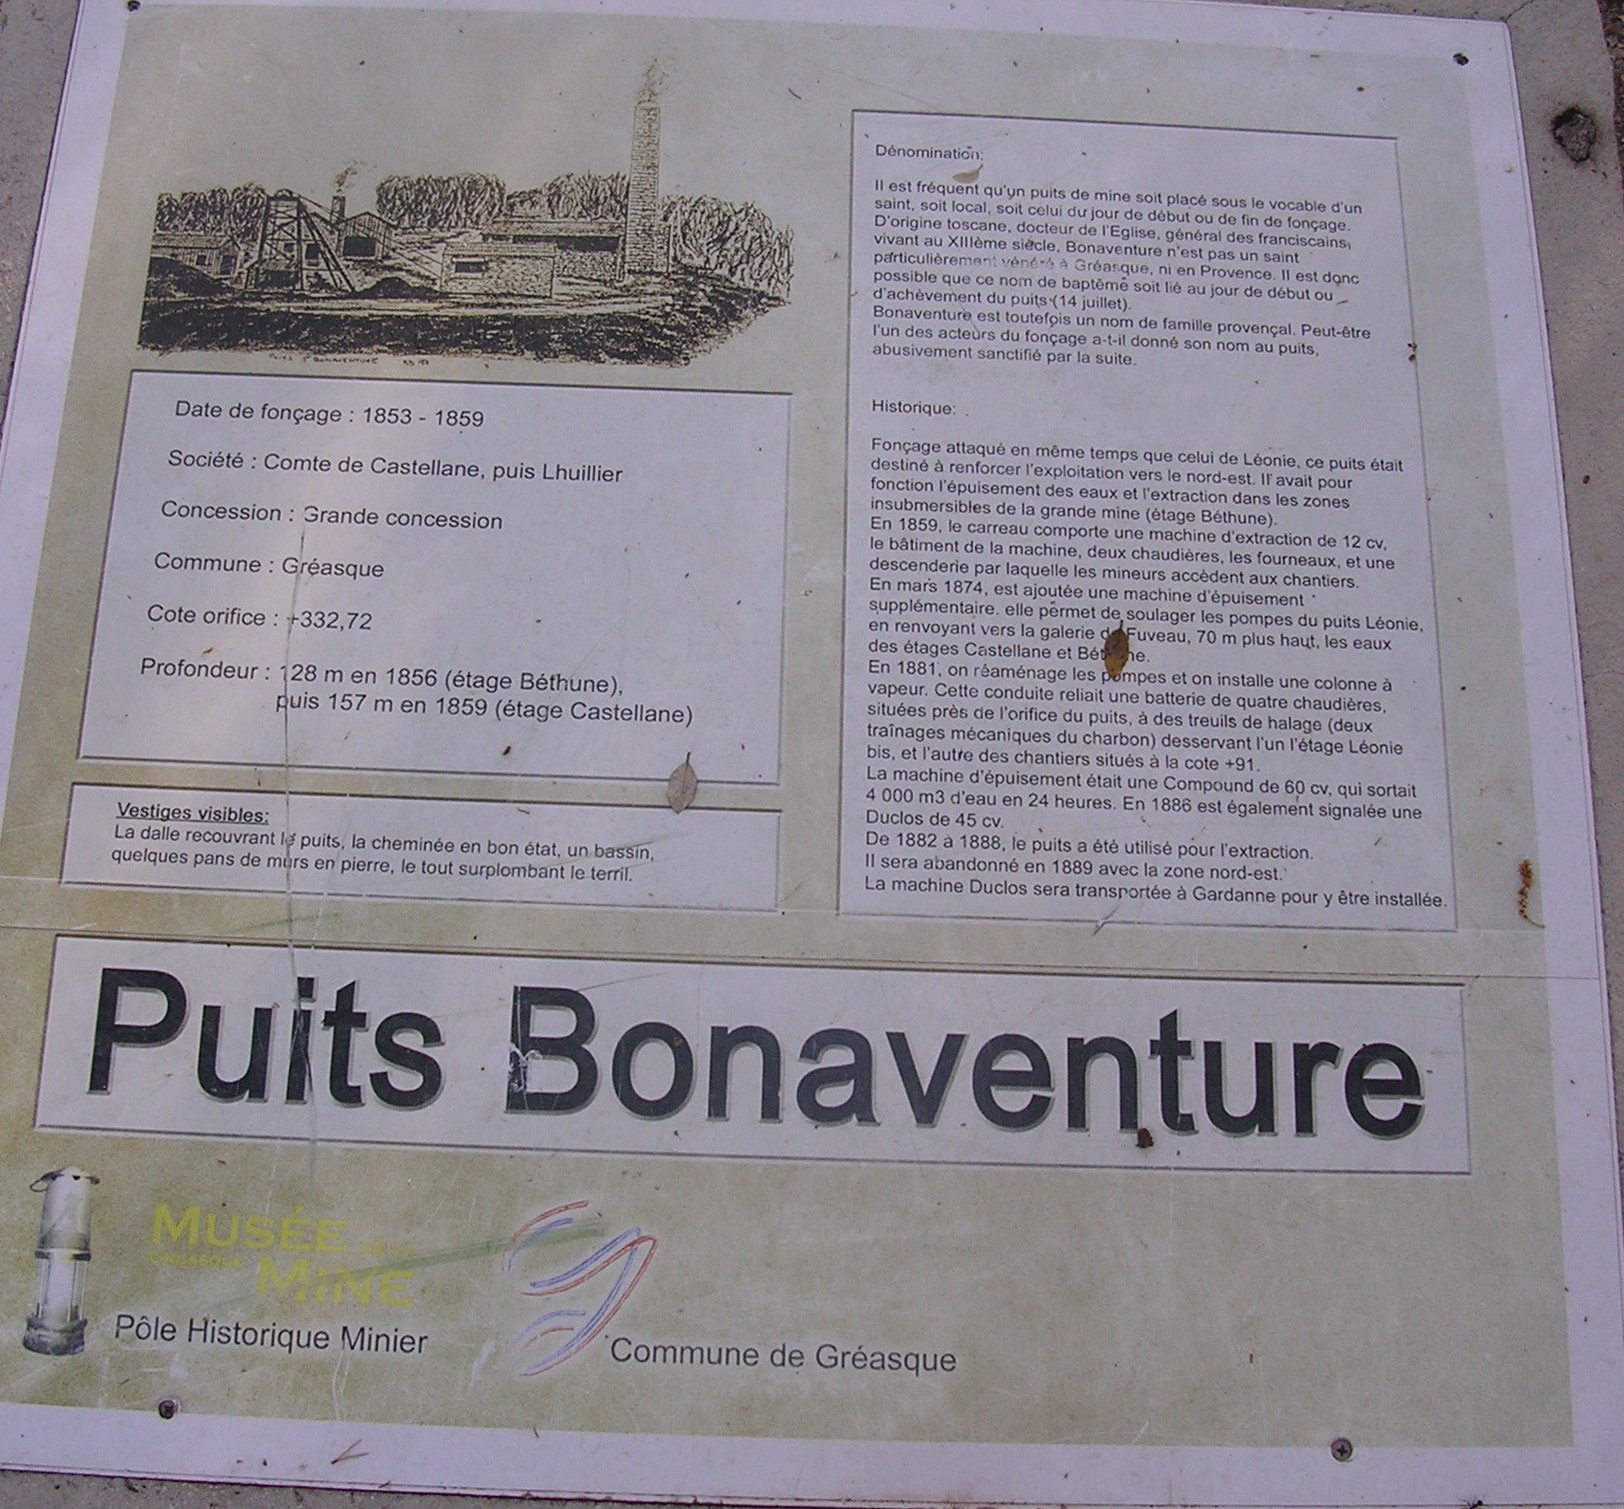 Date de fonçage : 1853 - 1859
Société : Comte de Castellane, puis Lhuillier
Concession : Grande concession
Commune : Gréasque
Cote orifice : +332,72
Profondeur : 128 m en 1856 (étage Béthune),
puis 157 m en 1859 (étage Castellane)
Vestiges visibles:
La dalle recouvrant le puits, la cheminée en bon état, un bassin,
quelques pans de murs en pierre, le tout surplombant le terril.
Dénomination:
Il est fréquent qu'un puits de mine soit placé sous le vocable d'un
saint, soit local, soit celui du jour de début ou de fin de fonçage.
D'origine toscane, docteur de l'Eglise, général des franciscains,
vivant au XIIIème siècle, Bonaventure n'est pas un saint
particulièrement vénéré à Gréasque, ni en Provence. Il est donc
possible que ce nom de baptême soit lié au jour de début ou
d'achèvement du puits (14 juillet).
Bonaventure est toutefois un nom de famille provençal. Peut-être
l'un des acteurs du fonçage a-t-il donné son nom au puits,
abusivement sanctifié par la suite.
Historique:
Fonçage attaqué en même temps que celui de Léonie, ce puits était
destiné à renforcer l'exploitation vers le nord-est. Il avait pour
fonction l'épuisement des eaux et l'extraction dans les zones
insubmersibles de la grande mine (étage Béthune).
En 1859, le carreau comporte une machine d'extraction de 12 cv,
le bâtiment de la machine, deux chaudières, les fourneaux, et une
descenderie par laquelle les mineurs accèdent aux chantiers.
En mars 1874, est ajoutée une machine d'épuisement
supplémentaire. elle permet de soulager les pompes du puits Léonie,
en renvoyant vers la galerie de Fuveau, 70 m plus haut, les eaux
des étages Castellane et Béthune.
En 1881, on réaménage les pompes et on installe une colonne à
vapeur. Cette conduite reliait une batterie de quatre chaudières,
situées près de l'orifice du puits, à des treuils de halage (deux
traînages mécaniques du charbon) desservant l'un l'étage Léonie
bis, et l'autre des chantiers situés à la cote +91.
La machine d'épuisement était une Compound de 60 cv, qui sortait
4 000 m3 d'eau en 24 heures. En 1886 est également signalée une
Duclos de 45 cv.
De 1882 à 1888, le puits a été utilisé pour l'extraction.
Il sera abandonné en 1889 avec la zone nord-est.
La machine Duclos sera transportée à Gardanne pour y être installée.
Puits Bonaventure
MUSÉE
MINE
Pôle Historique Minier
Commune de Gréasque